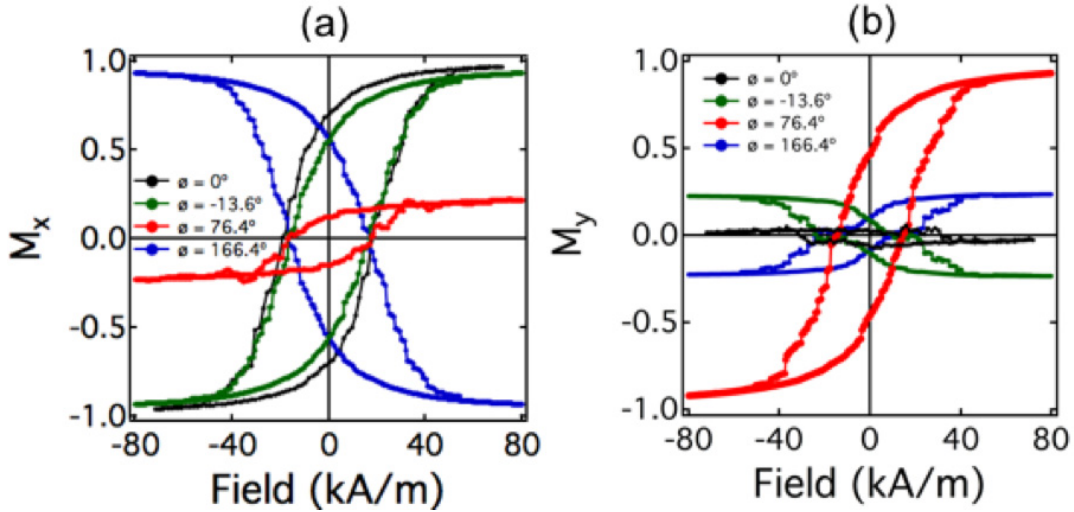 (a)
1.0
0.5
0.0
-0.5
-1.0
-80
-40
0
40
80
Mx
Field (kA/m)
ø = 0°
ø = -13.6°
ø = 76.4°
ø = 166.4°
(b)
1.0
0.5
0.0
-0.5
-1.0
-80
-40
0
40
80
My
Field (kA/m)
ø = 0°
ø = -13.6°
ø = 76.4°
ø = 166.4°